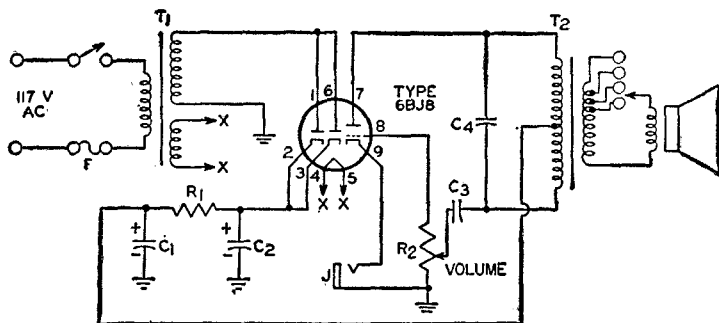 T1
T2
117 V
AC
F
X
X
1
6
7
TYPE
6BJ8
8
2
9
3
4
5
X
X
C4
R1
C3
+
C1
-
+
C2
-
R2
VOLUME
J